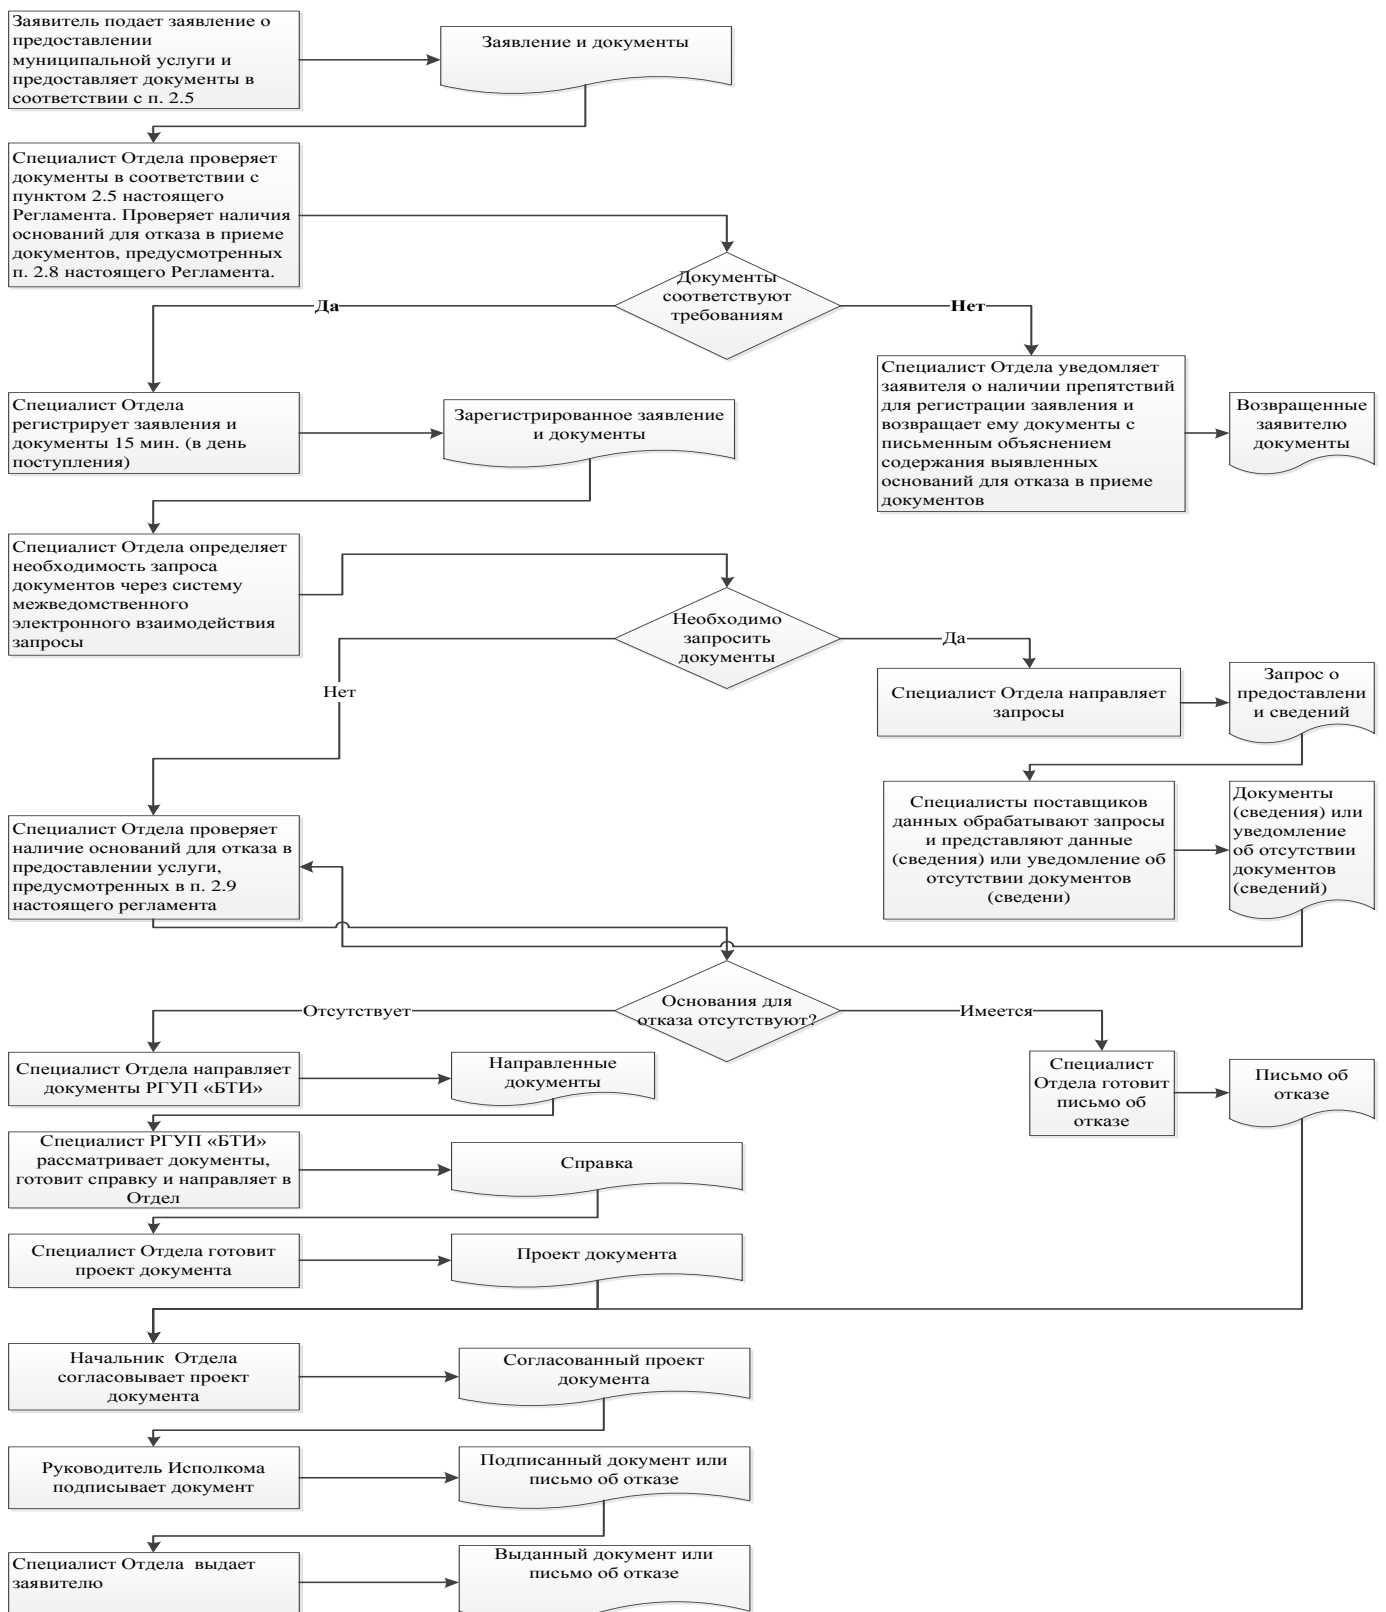 Заявитель подает заявление о
предоставлении
муниципальной услуги и
предоставляет документы в
соответствии с п. 2.5
Заявление и документы
Специалист Отдела проверяет
документы в соответствии с
пунктом 2.5 настоящего
Регламента. Проверяет наличия
оснований для отказа в приеме
документов, предусмотренных
п. 2.8 настоящего Регламента.
Документы
соответствуют
требованиям
Да
Нет
Специалист Отдела уведомляет
заявителя о наличии препятствий
для регистрации заявления и
возвращает ему документы с
письменным объяснением
содержания выявленных
оснований для отказа в приеме
документов
Возвращенные
заявителю
документы
Специалист Отдела
регистрирует заявления и
документы 15 мин. (в день
поступления)
Зарегистрированное заявление
и документы
Специалист Отдела определяет
необходимость запроса
документов через систему
межведомственного
электронного взаимодействия
запросы
Необходимо
запросить
документы
Да
Нет
Специалист Отдела направляет
запросы
Запрос о
предоставлени
и сведений
Специалисты поставщиков
данных обрабатывают запросы
и представляют данные
(сведения) или уведомление об
отсутствии документов
(сведени)
Документы
(сведения) или
уведомление
об отсутствии
документов
(сведений)
Специалист Отдела проверяет
наличие оснований для отказа в
предоставлении услуги,
предусмотренных в п. 2.9
настоящего регламента
Основания для
отказа отсутствуют?
Отсутствует
Имеется
Специалист Отдела направляет
документы РГУП «БТИ»
Направленные
документы
Специалист
Отдела готовит
письмо об
отказе
Письмо об
отказе
Специалист РГУП «БТИ»
рассматривает документы,
готовит справку и направляет в
Отдел
Справка
Специалист Отдела готовит
проект документа
Проект документа
Начальник  Отдела
согласовывает проект
документа
Согласованный проект
документа
Руководитель Исполкома
подписывает документ
Подписанный документ или
письмо об отказе
Специалист Отдела  выдает
заявителю
Выданный документ или
письмо об отказе